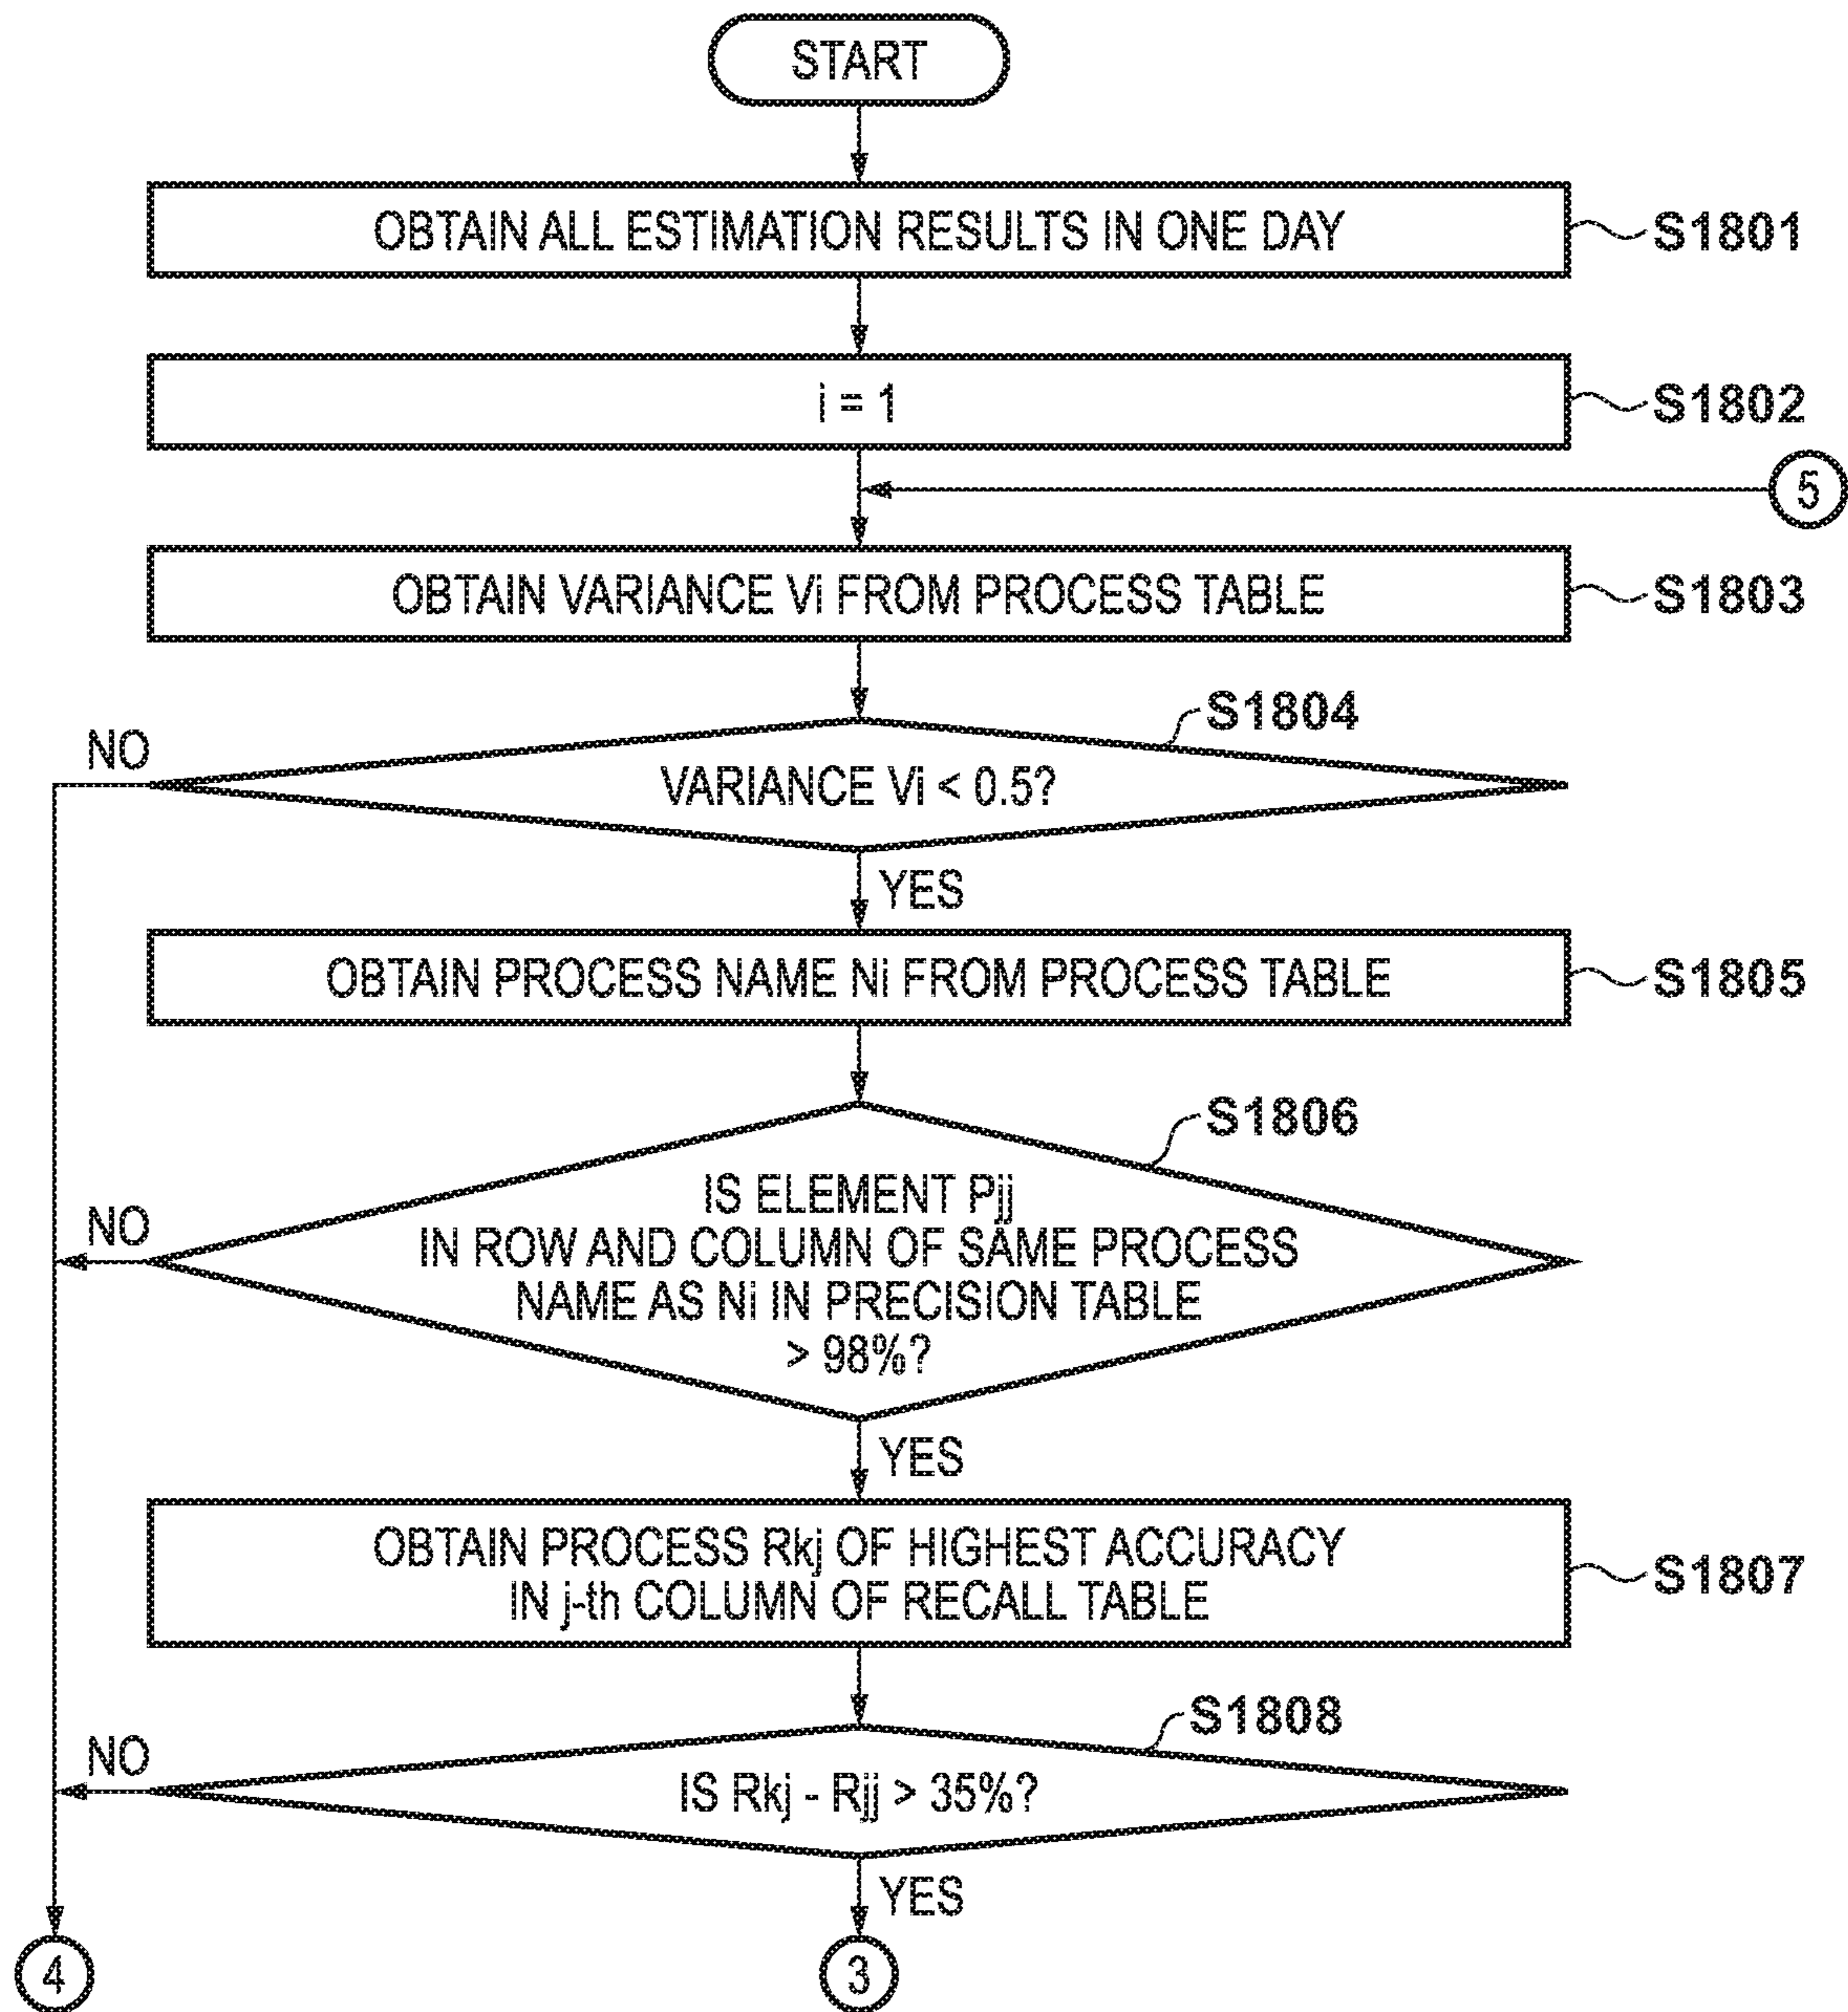 START
OBTAIN ALL ESTIMATION RESULTS IN ONE DAY
S1801
i = 1
S1802
5
OBTAIN VARIANCE Vi FROM PROCESS TABLE
S1803
S1804
NO
VARIANCE Vi < 0.5?
YES
OBTAIN PROCESS NAME Ni FROM PROCESS TABLE
S1805
S1806
NO
IS ELEMENT Pjj
IN ROW AND COLUMN OF SAME PROCESS
NAME AS Ni IN PRECISION TABLE
> 98%?
YES
OBTAIN PROCESS Rkj OF HIGHEST ACCURACY
IN j-th COLUMN OF RECALL TABLE
S1807
S1808
NO
IS Rkj - Rjj > 35%?
YES
4
3